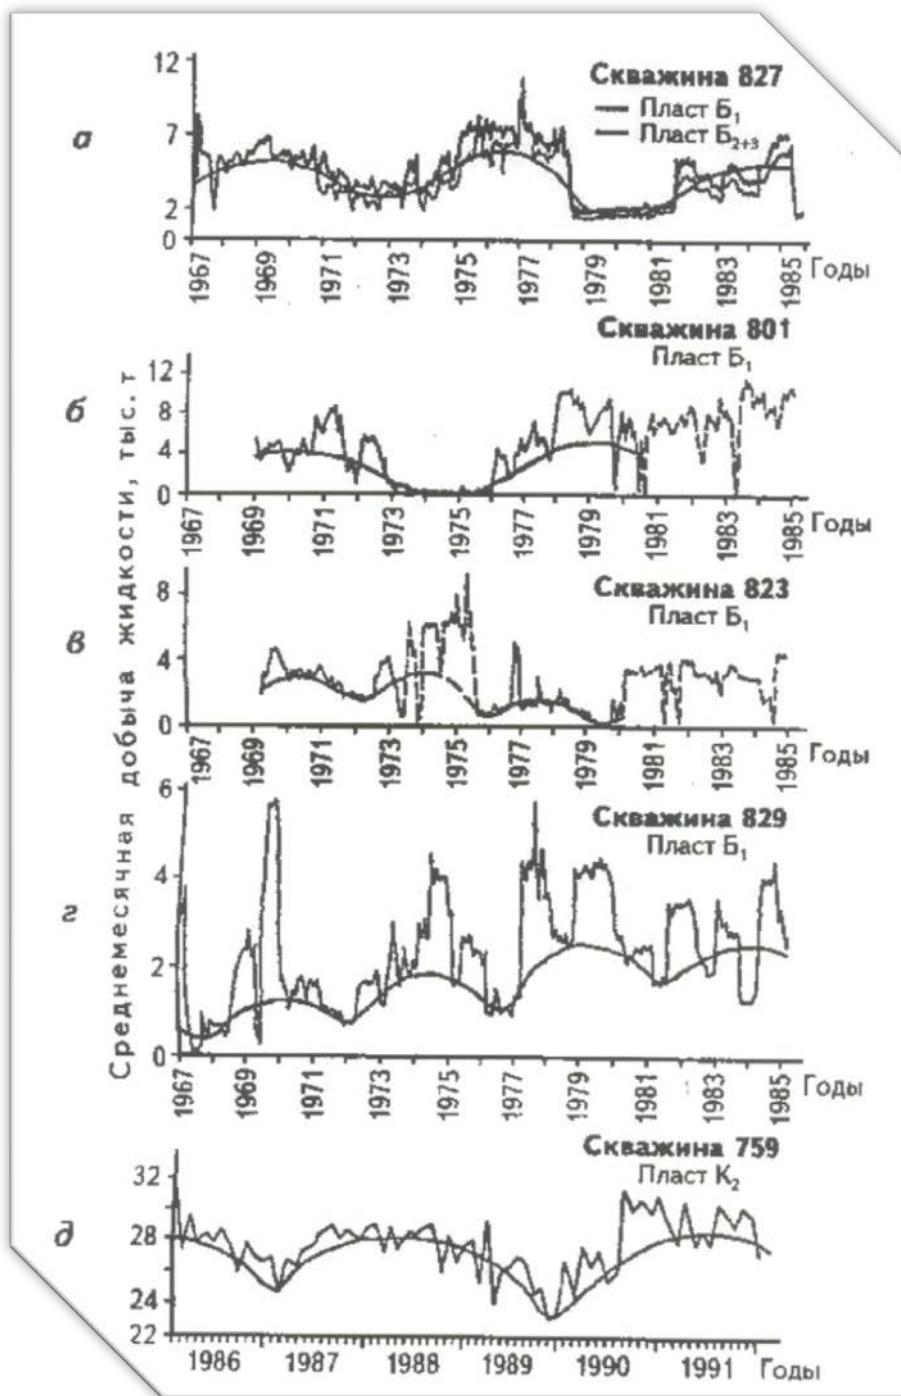 Среднемесячная добыча жидкости, тыс. т
а
Скважина 827
Пласт Б₁
Пласт Б₂₊₃
12
7
2
0
1967 1969 1971 1973 1975 1977 1979 1981 1983 1985 Годы
б
Скважина 801
Пласт Б₁
12
8
4
0
1967 1969 1971 1973 1975 1977 1979 1981 1983 1985 Годы
в
Скважина 823
Пласт Б₁
8
4
0
1967 1969 1971 1973 1975 1977 1979 1981 1983 1985 Годы
г
Скважина 829
Пласт Б₁
6
4
2
0
1967 1969 1971 1973 1975 1977 1979 1981 1983 1985 Годы
д
Скважина 759
Пласт К₂
32
28
24
22
1986 1987 1988 1989 1990 1991 Годы